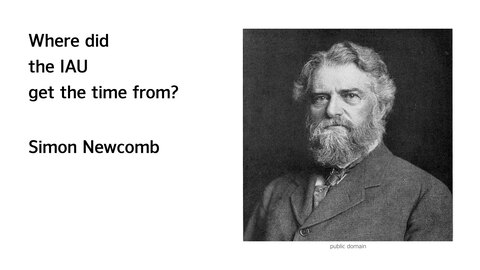 Where did
the IAU
get the time from?
Simon Newcomb
public domain